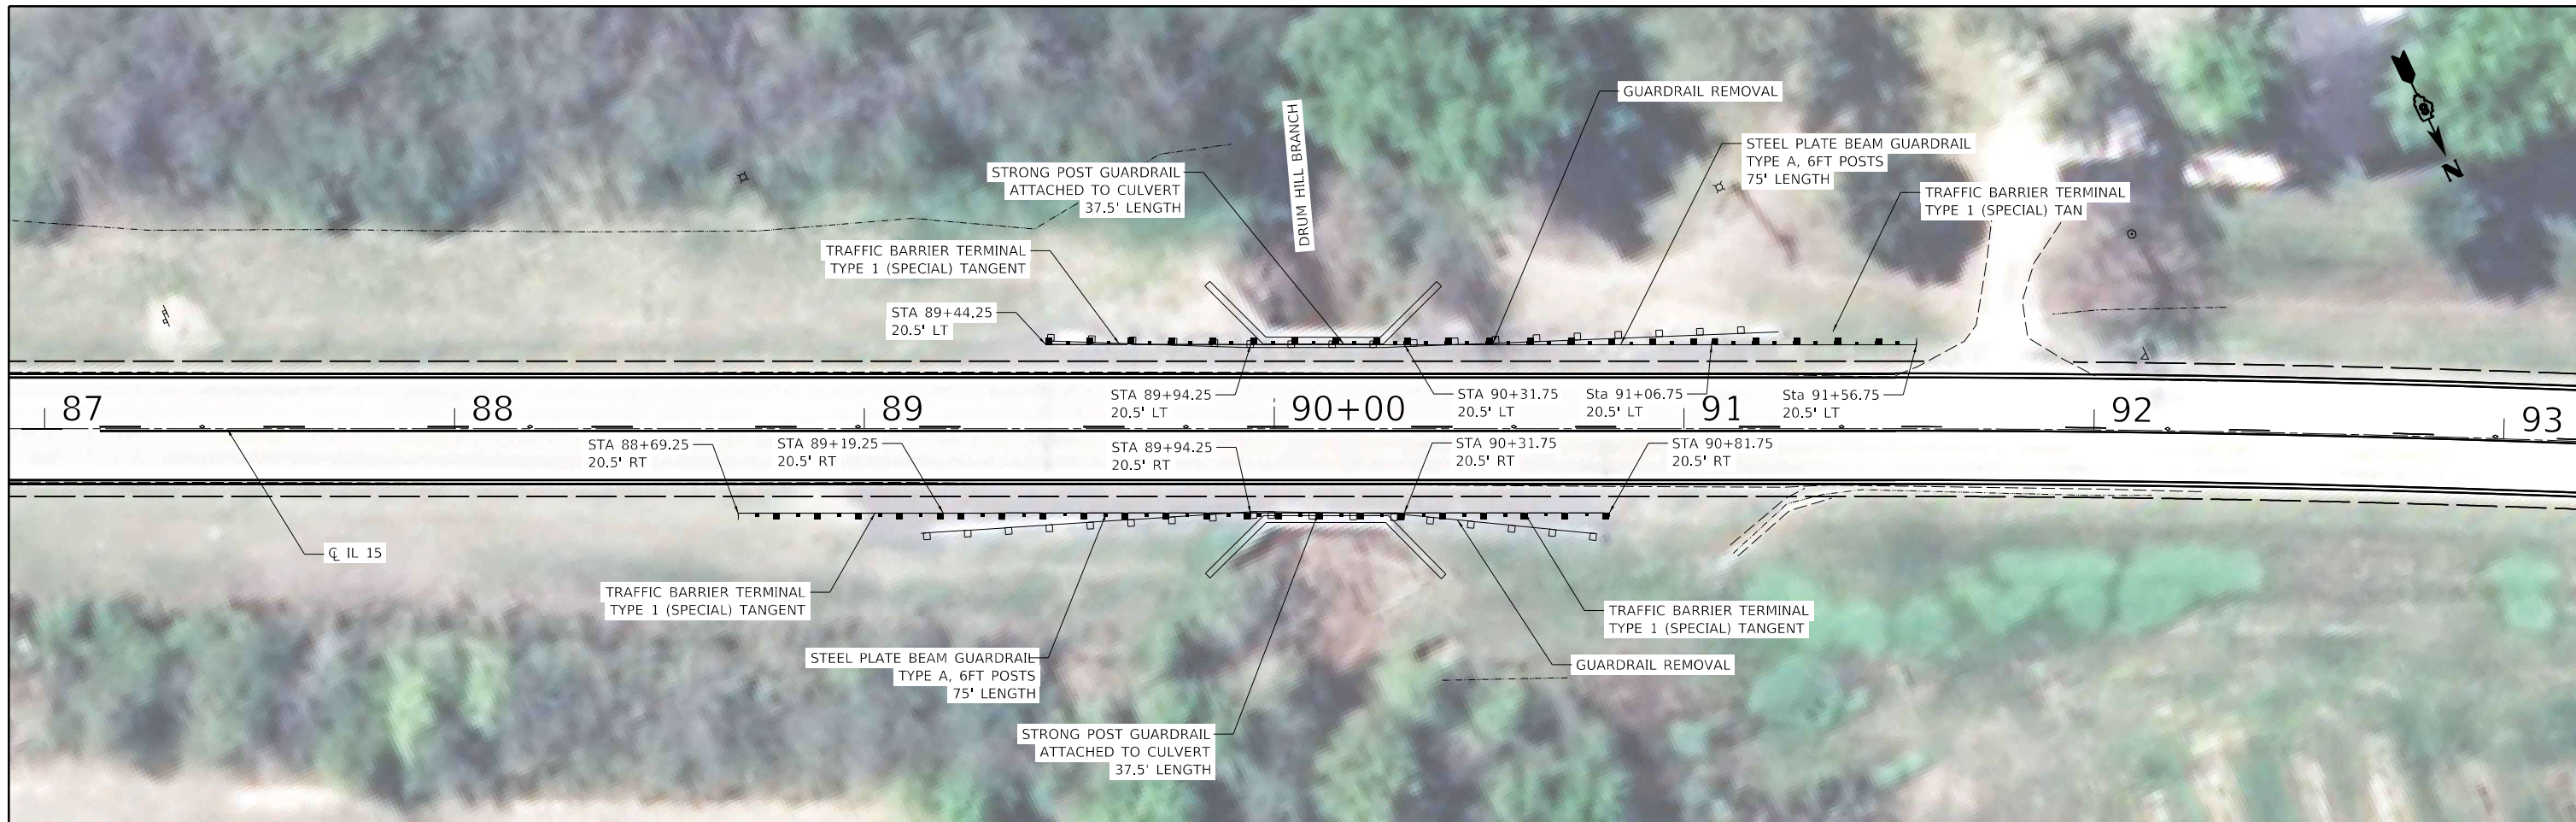 GUARDRAIL REMOVAL
STEEL PLATE BEAM GUARDRAIL
TYPE A, 6FT POSTS
75' LENGTH
DRUM HILL BRANCH
STRONG POST GUARDRAIL
ATTACHED TO CULVERT
37.5' LENGTH
TRAFFIC BARRIER TERMINAL
TYPE 1 (SPECIAL) TAN
N
TRAFFIC BARRIER TERMINAL
TYPE 1 (SPECIAL) TANGENT
STA 89+44.25
20.5' LT
STA 89+94.25
20.5' LT
STA 90+31.75
20.5' LT
Sta 91+06.75
20.5' LT
Sta 91+56.75
20.5' LT
87
88
89
90+00
91
92
93
STA 88+69.25
20.5' RT
STA 89+19.25
20.5' RT
STA 89+94.25
20.5' RT
STA 90+31.75
20.5' RT
STA 90+81.75
20.5' RT
℄ IL 15
TRAFFIC BARRIER TERMINAL
TYPE 1 (SPECIAL) TANGENT
TRAFFIC BARRIER TERMINAL
TYPE 1 (SPECIAL) TANGENT
STEEL PLATE BEAM GUARDRAIL
TYPE A, 6FT POSTS
75' LENGTH
GUARDRAIL REMOVAL
STRONG POST GUARDRAIL
ATTACHED TO CULVERT
37.5' LENGTH